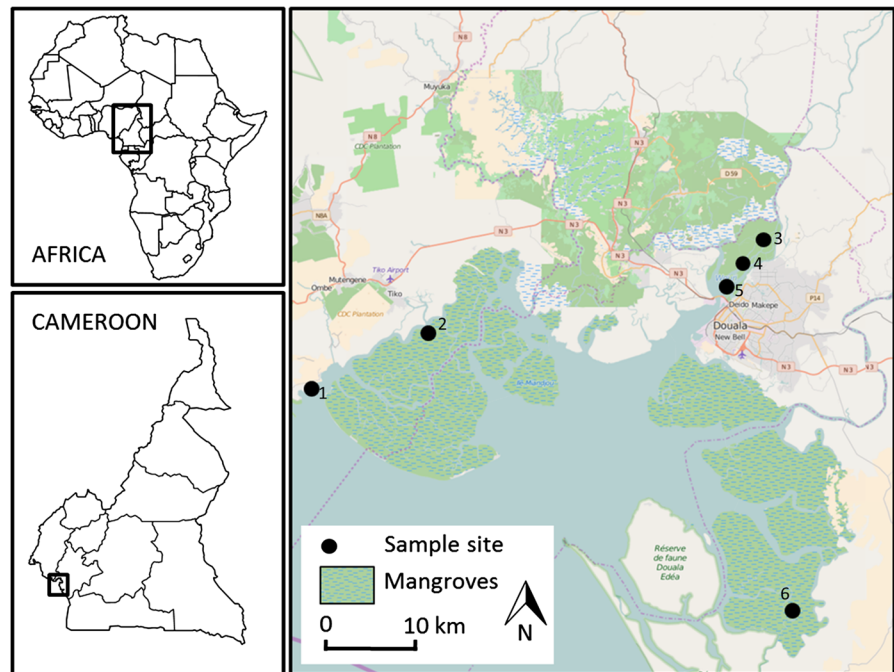 AFRICA
CAMEROON
N8
Muyuka
N8
CDC Plantation
N3
D59
N8A
N3
N3
N3
N3
3
4
5
Mutengene
Tiko Airport
Ombe
Tiko
CDC Plantation
2
Deido Makepe
P14
Douala
New Bell
N3
N3
N3
1
Réserve
de faune
Douala
Edéa
6
Sample site
Mangroves
0 10 km
N